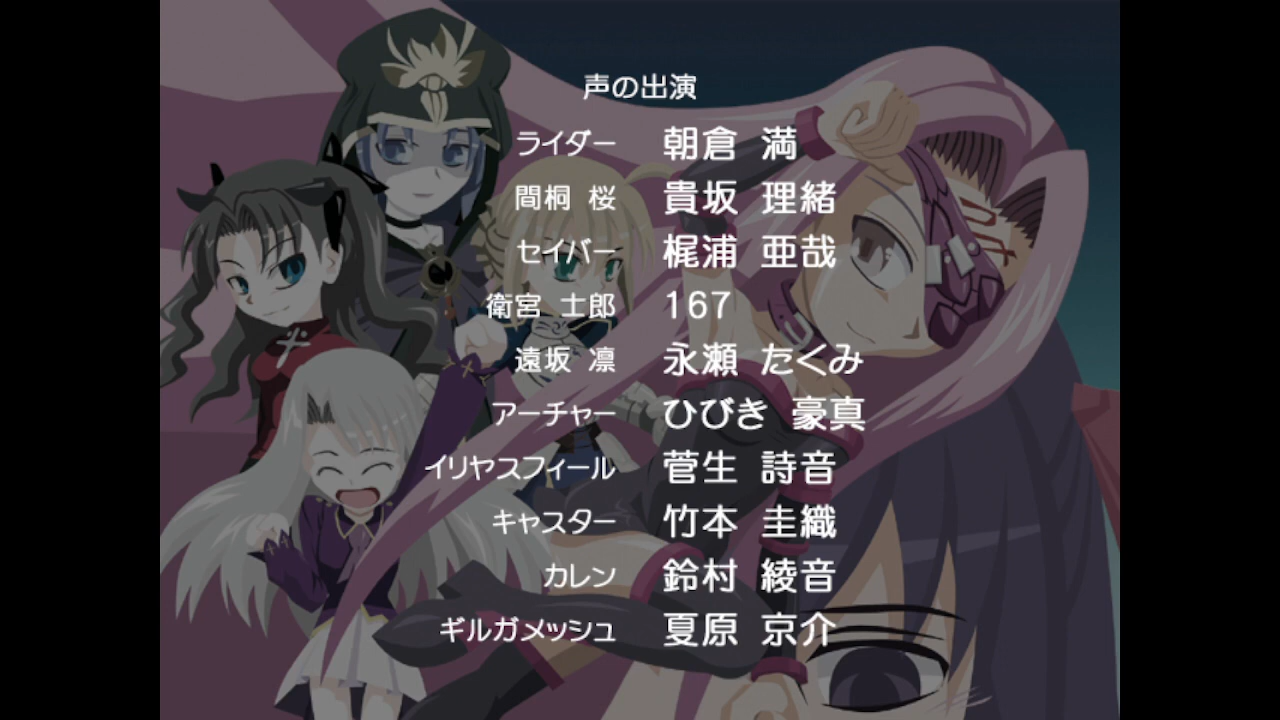 声の出演
ライダー 朝倉 満
間桐 桜 貴坂 理緒
セイバー 梶浦 亜哉
衛宮 士郎 167
遠坂 凛 永瀬 たくみ
アーチャー ひびき 豪真
イリヤスフィール 菅生 詩音
キャスター 竹本 圭織
カレン 鈴村 綾音
ギルガメッシュ 夏原 京介